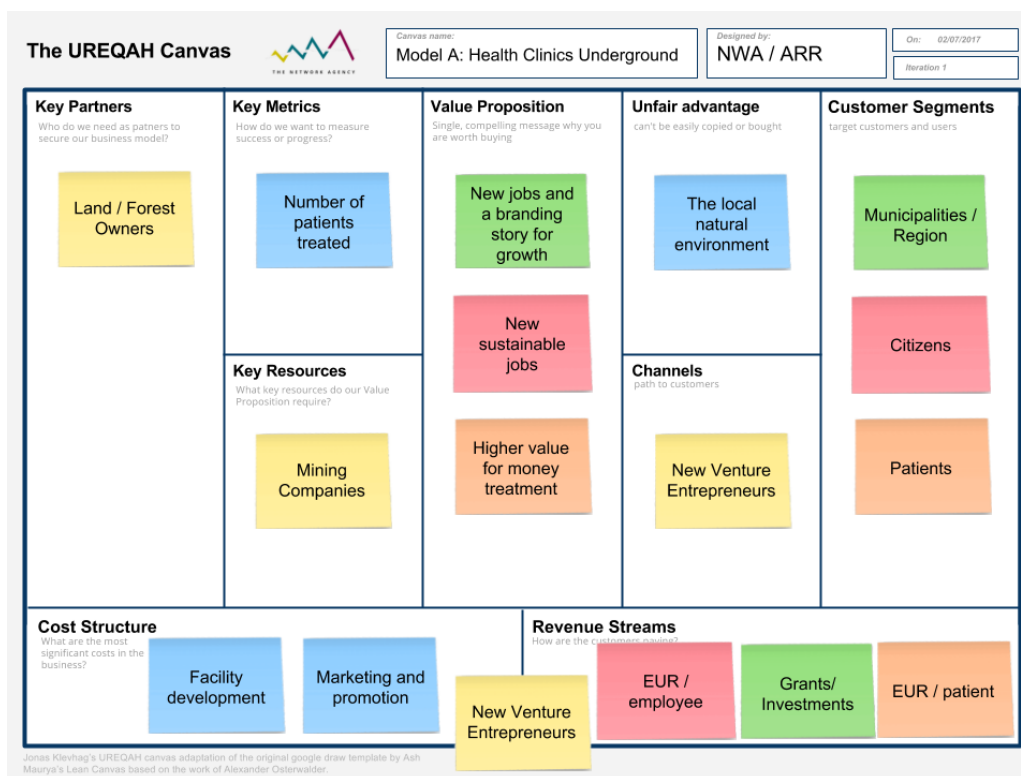 The UREQAH Canvas
THE NETWORK AGENCY
Canvas name:
Model A: Health Clinics Underground
Designed by:
NWA / ARR
On: 02/07/2017
Iteration 1
Key Partners
Who do we need as patners to
secure our business model?
Land / Forest
Owners
Key Metrics
How do we want to measure
success or progress?
Number of
patients
treated
Key Resources
What key resources do our Value
Proposition require?
Mining
Companies
Value Proposition
Single, compelling message why you
are worth buying
New jobs and
a branding
story for
growth
New
sustainable
jobs
Higher value
for money
treatment
Unfair advantage
can't be easily copied or bought
The local
natural
environment
Channels
path to customers
New Venture
Entrepreneurs
Customer Segments
target customers and users
Municipalities /
Region
Citizens
Patients
Cost Structure
What are the most
significant costs in the
business?
Facility
development
Marketing and
promotion
New Venture
Entrepreneurs
Revenue Streams
How are the customers paying?
EUR /
employee
Grants/
Investments
EUR / patient
Jonas Klevhag's UREQAH canvas adaptation of the original google draw template by Ash
Maurya's Lean Canvas based on the work of Alexander Osterwalder.